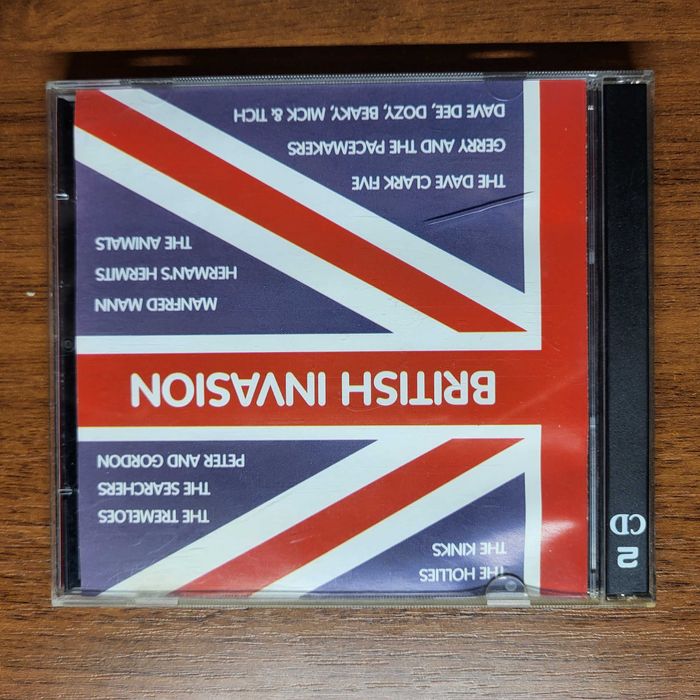 2
CD
THE HOLLIES
THE KINKS
THE TREMELOES
THE SEARCHERS
PETER AND GORDON
BRITISH INVASION
MANFRED MANN
HERMAN'S HERMITS
THE ANIMALS
THE DAVE CLARK FIVE
GERRY AND THE PACEMAKERS
DAVE DEE, DOZY, BEAKY, MICK & TICH